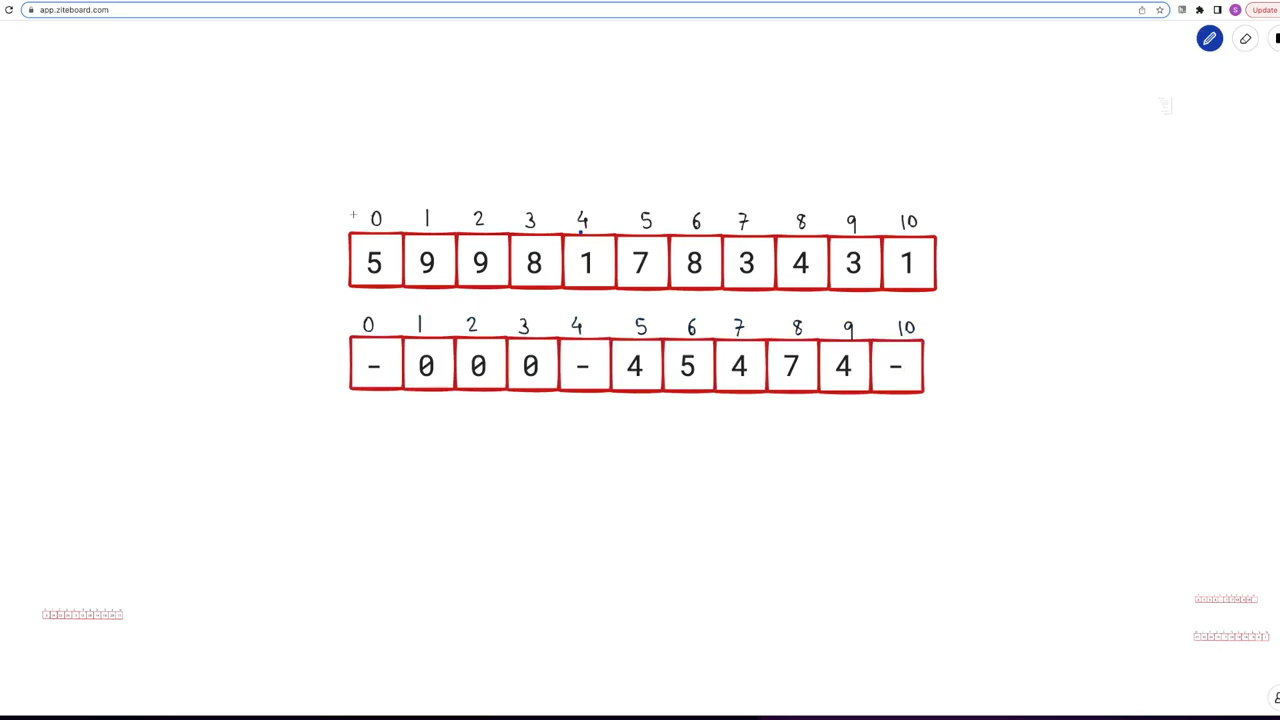 app.ziteboard.com
S
Update
0 1 2 3 4 5 6 7 8 9 10
5 9 9 8 1 7 8 3 4 3 1
0 1 2 3 4 5 6 7 8 9 10
- 0 0 0 - 4 5 4 7 4 -